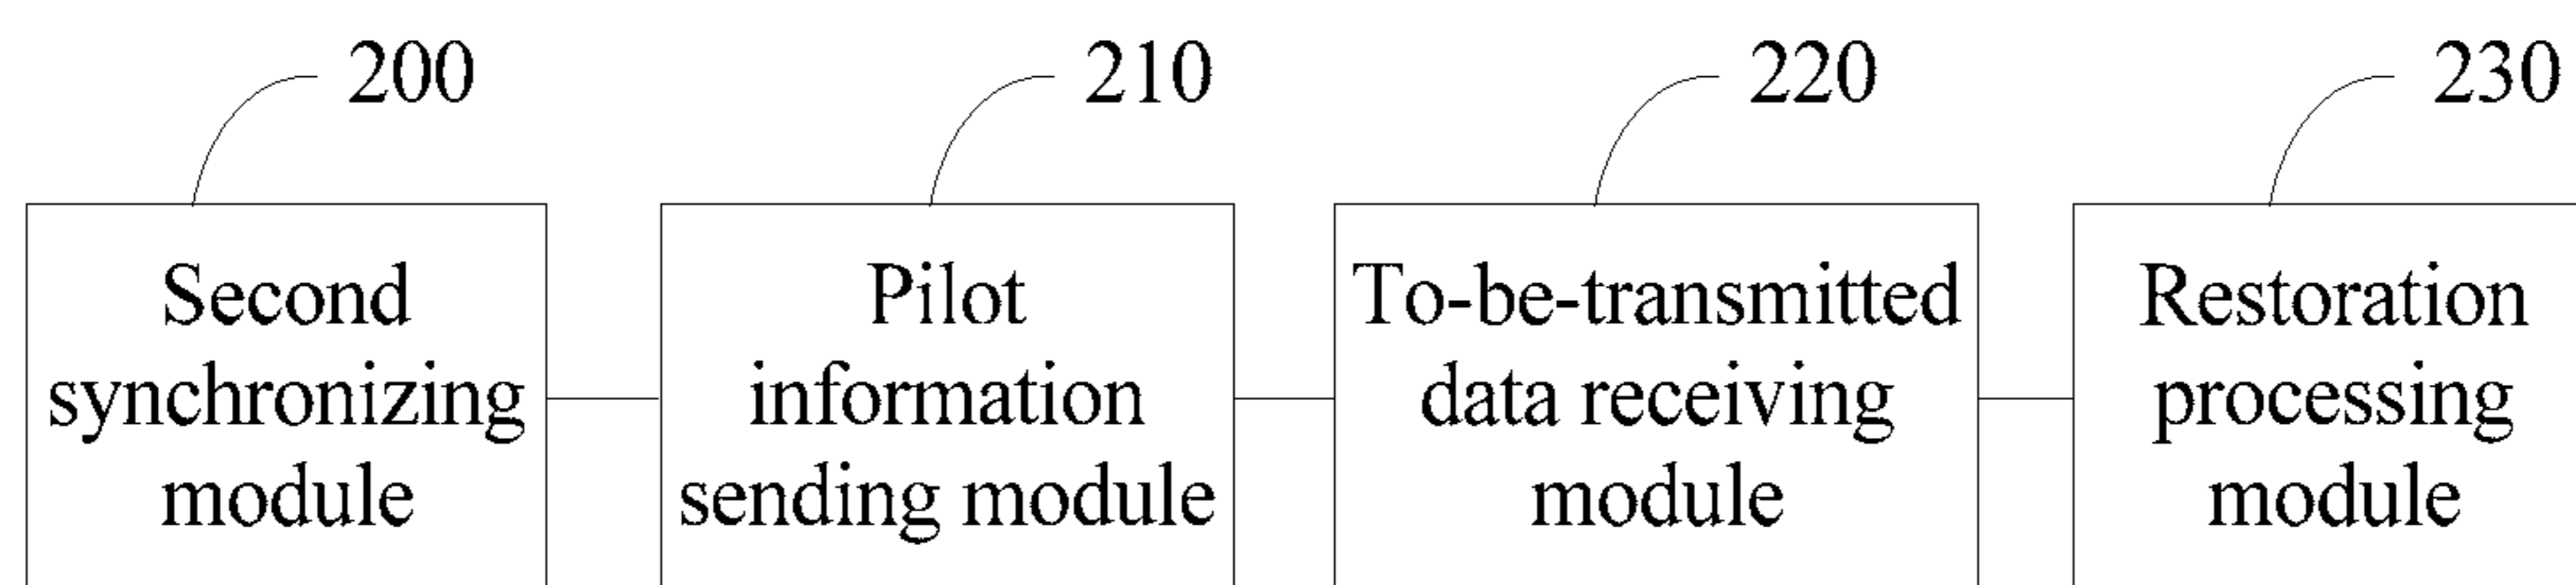 200
210
220
230
Second
synchronizing
module
Pilot
information
sending module
To-be-transmitted
data receiving
module
Restoration
processing
module